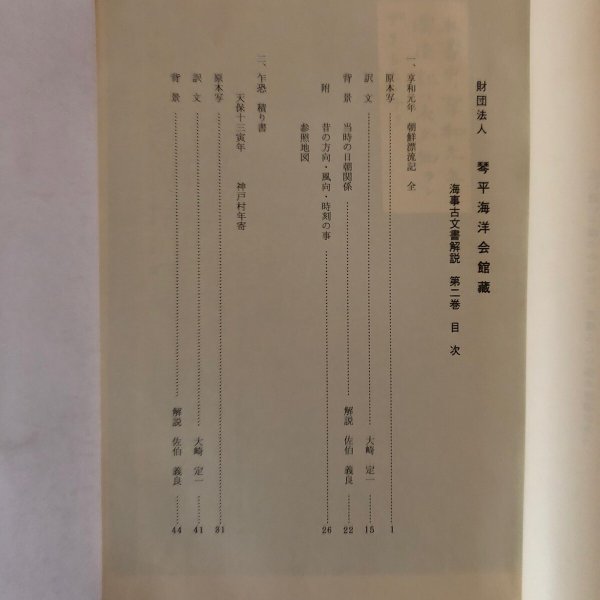 財団法人 琴平海洋会館蔵
海事古文書解説 第二巻 目次
一、享和元年 朝鮮漂流記 全
原本写 1
訳文 大崎 定一 15
背景 当時の日朝関係 解説 佐伯 義良 22
附 昔の方向・風向・時刻の事 26
参照地図
二、乍恐 積り書
天保十三寅年 神戸村年寄
原本写 31
訳文 大崎 定一 41
背景 解説 佐伯 義良 44